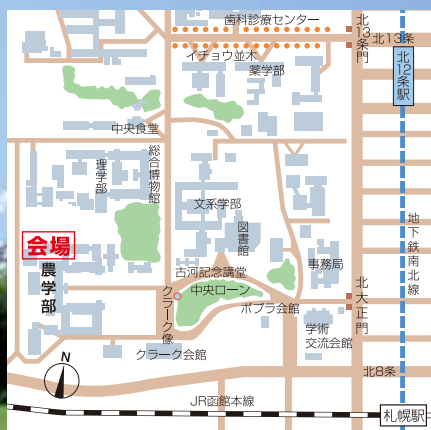 歯科診療センター
北13条門
北13条
イチョウ並木
薬学部
北12条駅
中央食堂
総合博物館
理学部
文系学部
図書館
会場
農学部
地下鉄南北線
事務局
古河記念講堂
中央ローン
クラーク像
ポプラ会館
北大正門
学術
交流会館
クラーク会館
北8条
N
JR函館本線
札幌駅